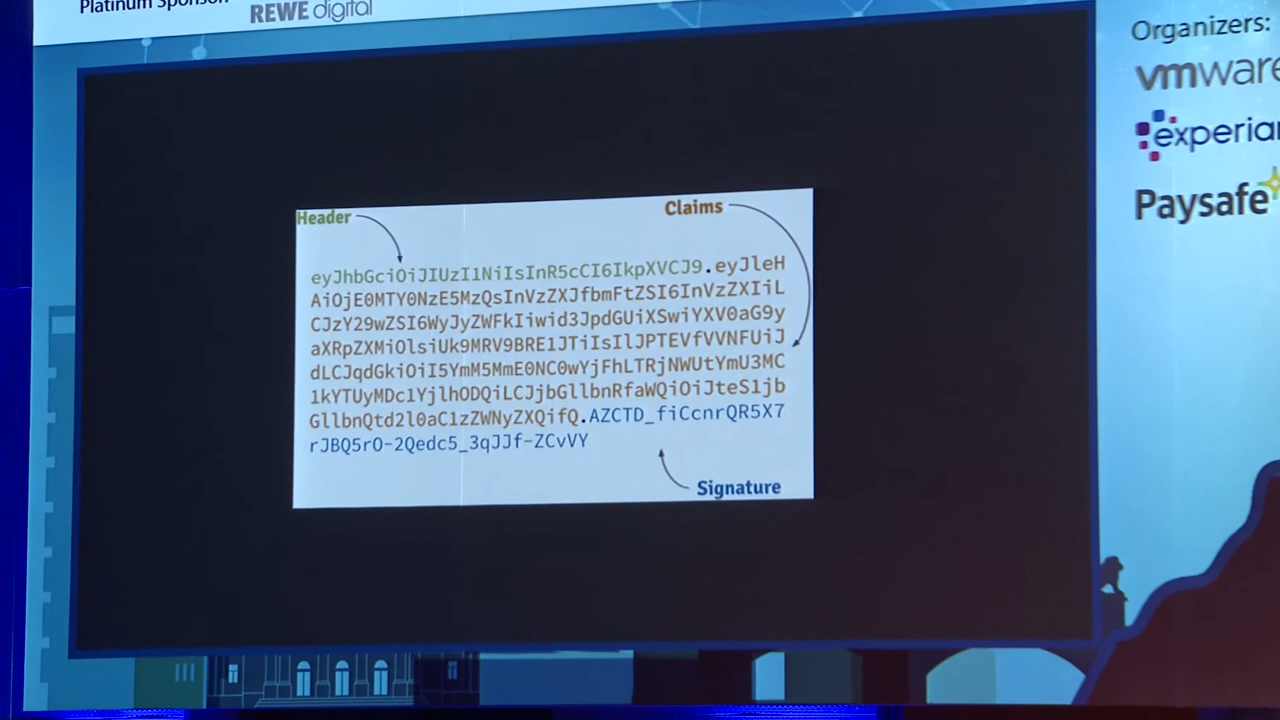 Platinum Sponsor
REWE digital
Organizers:
vmware
experian
Paysafe
Header
Claims
eyJhbGciOiJIUzI1NiIsInR5cCI6IkpXVCJ9.eyJleH
AiOjE0MTY0NzE5MzQsInVzZXJfbmFtZSI6InVzZXIiL
CJzY29wZSI6WyJyZWFkIiwid3JpdGUiXSwiYXV0aG9y
aXRpZXMiOlsiUk9MRV9BRE1JTiIsIlJPTEVfVVNFUiJ
dLCJqdGkiOiI5YmM5MmE0NC0wYjFhLTRjNWUtYmU3MC
1kYTUyMDc1YjlhODQiLCJjbGllbnRfaWQiOiJteS1jb
GllbnQtd2l0aC1zZWNyZXQifQ.AZCTD_fiCcnrQR5X7
rJBQ5rO-2Qedc5_3qJJf-ZCvVY
Signature